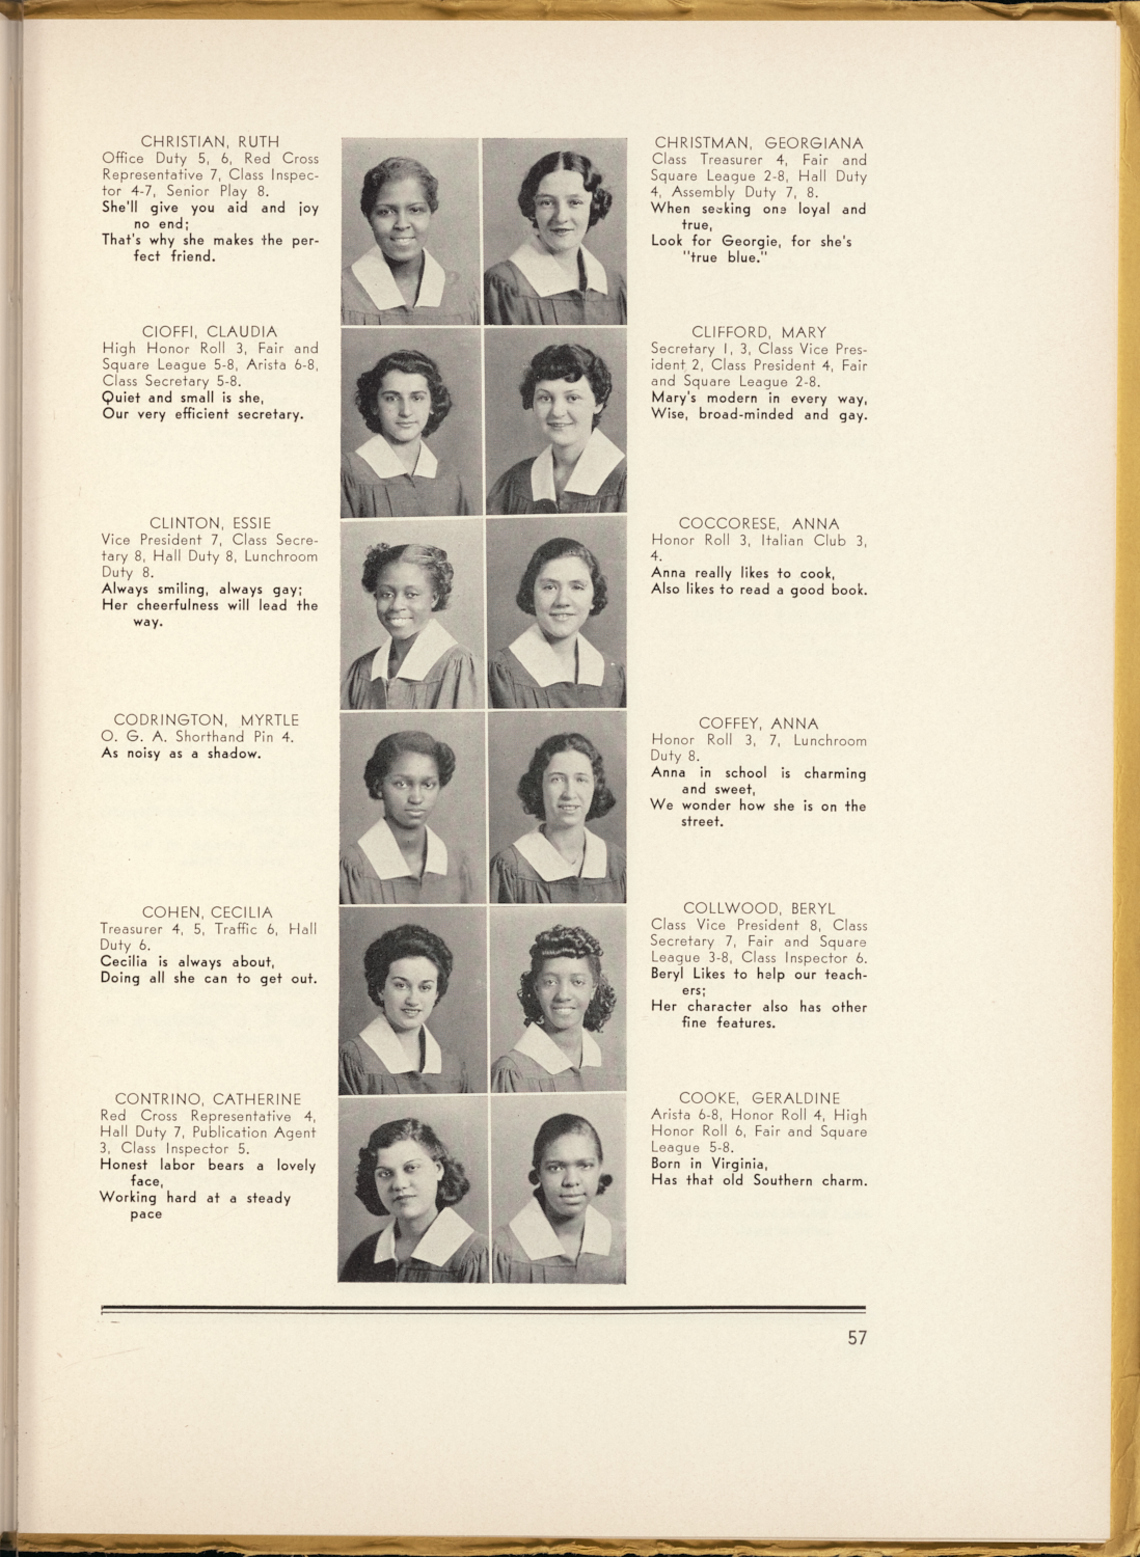 CHRISTIAN, RUTH
Office Duty 5, 6, Red Cross
Representative 7, Class Inspec-
tor 4-7, Senior Play 8.
She'll give you aid and joy
no end;
That's why she makes the per-
fect friend.
CHRISTMAN, GEORGIANA
Class Treasurer 4, Fair and
Square League 2-8, Hall Duty
4, Assembly Duty 7, 8.
When seeking one loyal and
true,
Look for Georgie, for she's
"true blue."
CIOFFI, CLAUDIA
High Honor Roll 3, Fair and
Square League 5-8, Arista 6-8,
Class Secretary 5-8.
Quiet and small is she,
Our very efficient secretary.
CLIFFORD, MARY
Secretary 1, 3, Class Vice Pres-
ident 2, Class President 4, Fair
and Square League 2-8.
Mary's modern in every way,
Wise, broad-minded and gay.
CLINTON, ESSIE
Vice President 7, Class Secre-
tary 8, Hall Duty 8, Lunchroom
Duty 8.
Always smiling, always gay;
Her cheerfulness will lead the
way.
COCCORESE, ANNA
Honor Roll 3, Italian Club 3,
4.
Anna really likes to cook,
Also likes to read a good book.
CODRINGTON, MYRTLE
O. G. A. Shorthand Pin 4.
As noisy as a shadow.
COFFEY, ANNA
Honor Roll 3, 7, Lunchroom
Duty 8.
Anna in school is charming
and sweet,
We wonder how she is on the
street.
COHEN, CECILIA
Treasurer 4, 5, Traffic 6, Hall
Duty 6.
Cecilia is always about,
Doing all she can to get out.
COLLWOOD, BERYL
Class Vice President 8, Class
Secretary 7, Fair and Square
League 3-8, Class Inspector 6.
Beryl Likes to help our teach-
ers;
Her character also has other
fine features.
CONTRINO, CATHERINE
Red Cross Representative 4,
Hall Duty 7, Publication Agent
3, Class Inspector 5.
Honest labor bears a lovely
face,
Working hard at a steady
pace
COOKE, GERALDINE
Arista 6-8, Honor Roll 4, High
Honor Roll 6, Fair and Square
League 5-8.
Born in Virginia,
Has that old Southern charm.
57